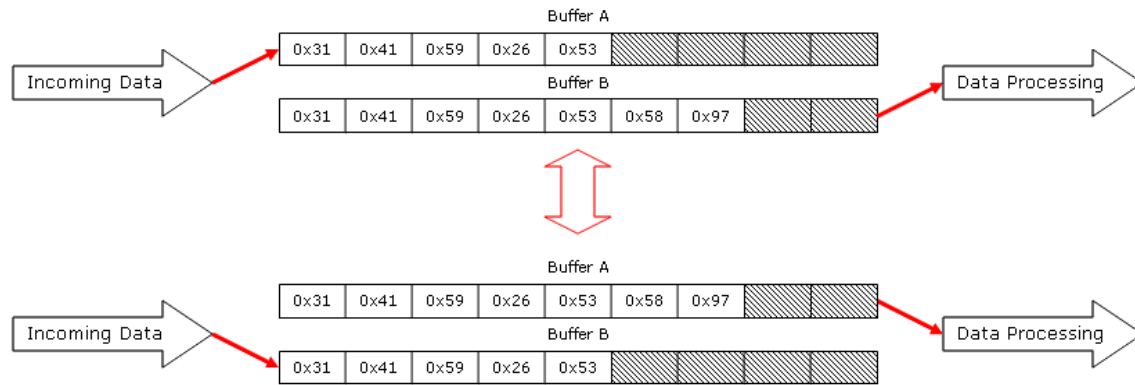 Buffer A
0x31 0x41 0x59 0x26 0x53
Incoming Data
Data Processing
Buffer B
0x31 0x41 0x59 0x26 0x53 0x58 0x97
Buffer A
0x31 0x41 0x59 0x26 0x53 0x58 0x97
Incoming Data
Data Processing
Buffer B
0x31 0x41 0x59 0x26 0x53